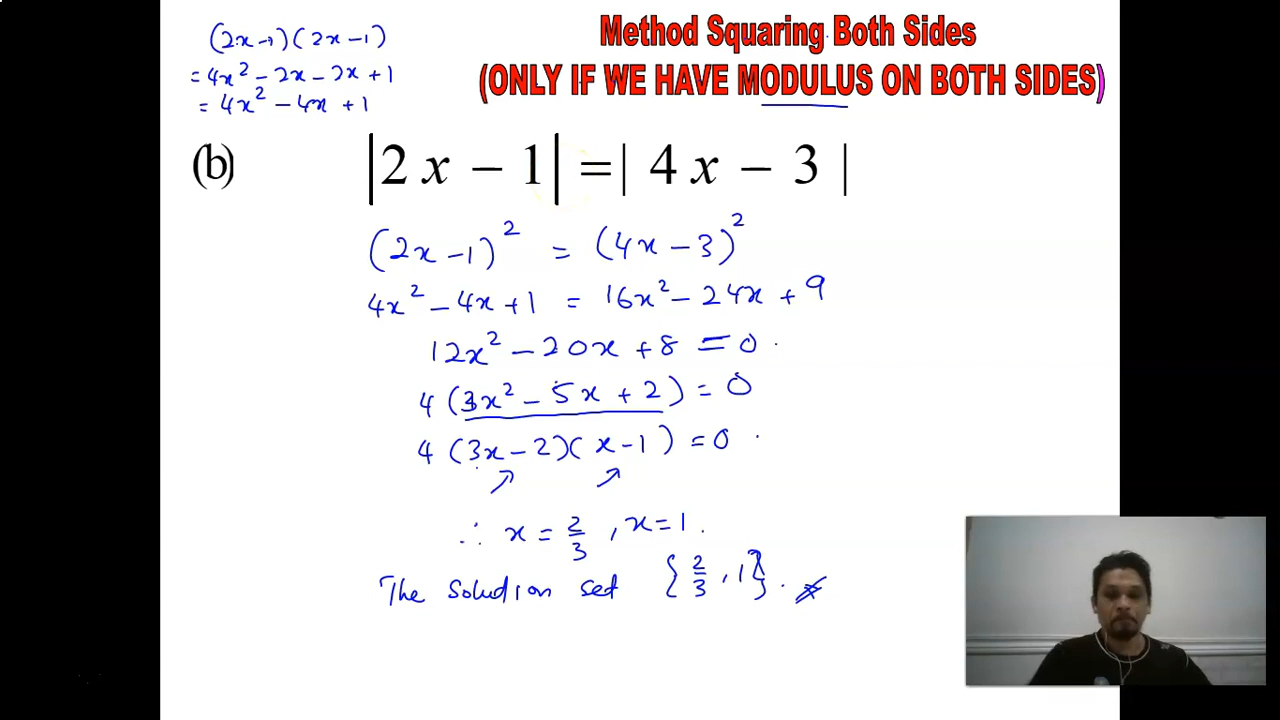 (2x-1)(2x-1)
= 4x² - 2x - 2x + 1
= 4x² - 4x + 1
Method Squaring Both Sides
(ONLY IF WE HAVE MODULUS ON BOTH SIDES)
(b) |2x - 1| = |4x - 3|
(2x-1)² = (4x-3)²
4x² - 4x + 1 = 16x² - 24x + 9
12x² - 20x + 8 = 0
4(3x² - 5x + 2) = 0
4(3x-2)(x-1) = 0
∴ x = 2/3, x = 1.
The solution set {2/3, 1}.